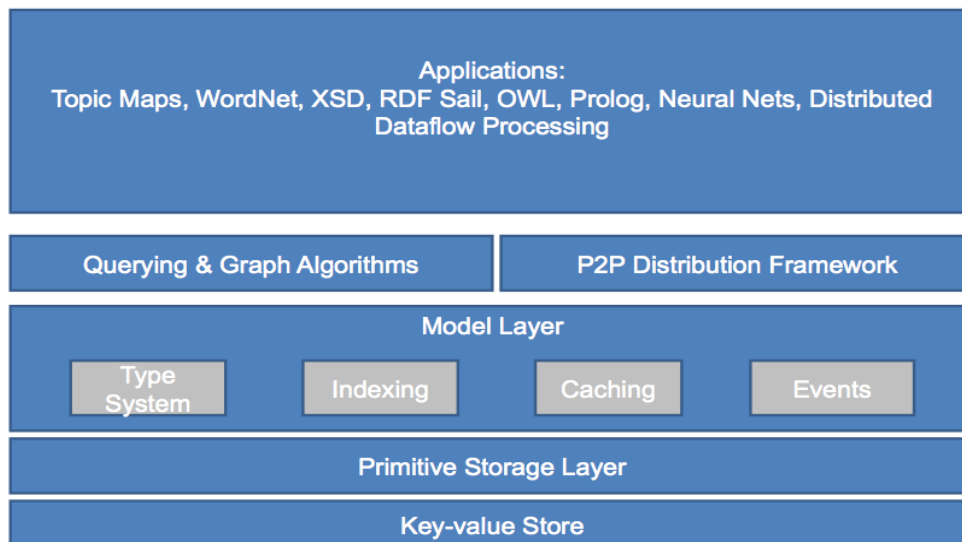 Applications:
Topic Maps, WordNet, XSD, RDF Sail, OWL, Prolog, Neural Nets, Distributed
Dataflow Processing
Querying & Graph Algorithms
P2P Distribution Framework
Model Layer
Type
System
Indexing
Caching
Events
Primitive Storage Layer
Key-value Store